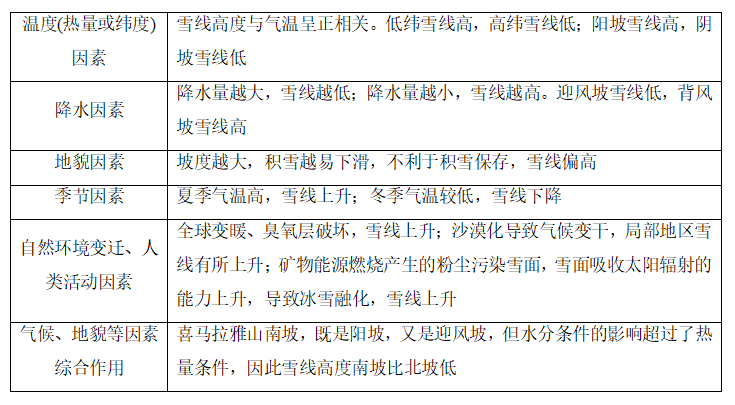 温度(热量或纬度)
因素
雪线高度与气温呈正相关。低纬雪线高，高纬雪线低；阳坡雪线高，阴
坡雪线低
降水因素
降水量越大，雪线越低；降水量越小，雪线越高。迎风坡雪线低，背风
坡雪线高
地貌因素
坡度越大，积雪越易下滑，不利于积雪保存，雪线偏高
季节因素
夏季气温高，雪线上升；冬季气温较低，雪线下降
自然环境变迁、人
类活动因素
全球变暖、臭氧层破坏，雪线上升；沙漠化导致气候变干，局部地区雪
线有所上升；矿物能源燃烧产生的粉尘污染雪面，雪面吸收太阳辐射的
能力上升，导致冰雪融化，雪线上升
气候、地貌等因素
综合作用
喜马拉雅山南坡，既是阳坡，又是迎风坡，但水分条件的影响超过了热
量条件，因此雪线高度南坡比北坡低